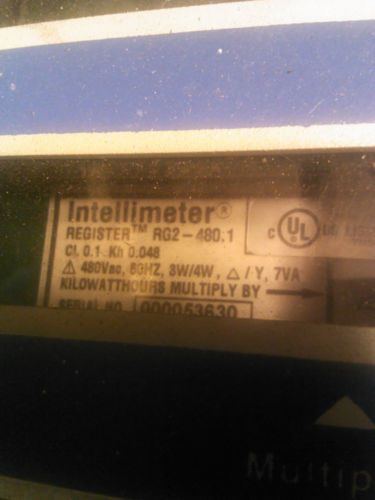 Intellimeter®
REGISTER™ RG2-480.1
Cl. 0.1 Kh 0.048
⚠ 480Vac, 60HZ, 3W/4W, △/Y, 7VA
KILOWATTHOURS MULTIPLY BY →
SERIAL NO. 000053630
C UL
Multip